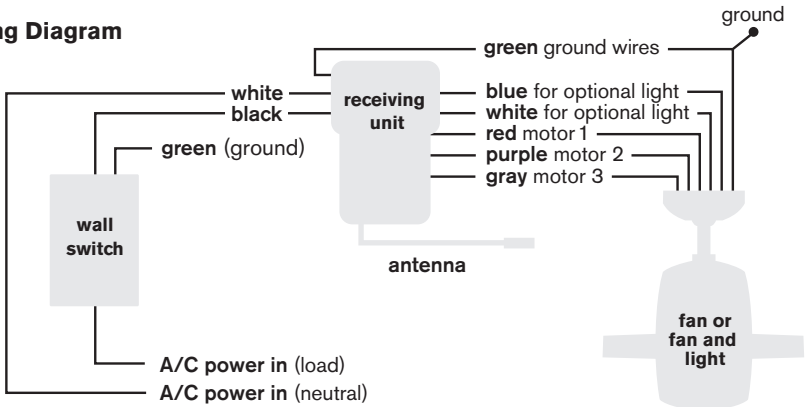 ng Diagram
ground
green ground wires
white
black
green (ground)
receiving
unit
blue for optional light
white for optional light
red motor 1
purple motor 2
gray motor 3
wall
switch
antenna
fan or
fan and
light
A/C power in (load)
A/C power in (neutral)